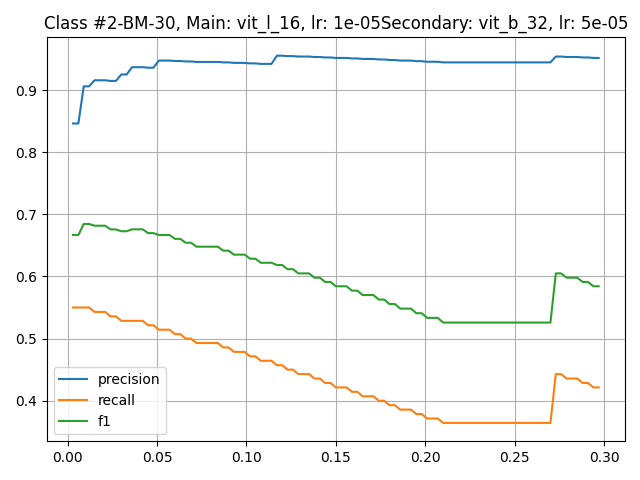 Class #2-BM-30, Main: vit_l_16, lr: 1e-05Secondary: vit_b_32, lr: 5e-05
0.9
0.8
0.7
0.6
0.5
0.4
precision
recall
f1
0.00 0.05 0.10 0.15 0.20 0.25 0.30